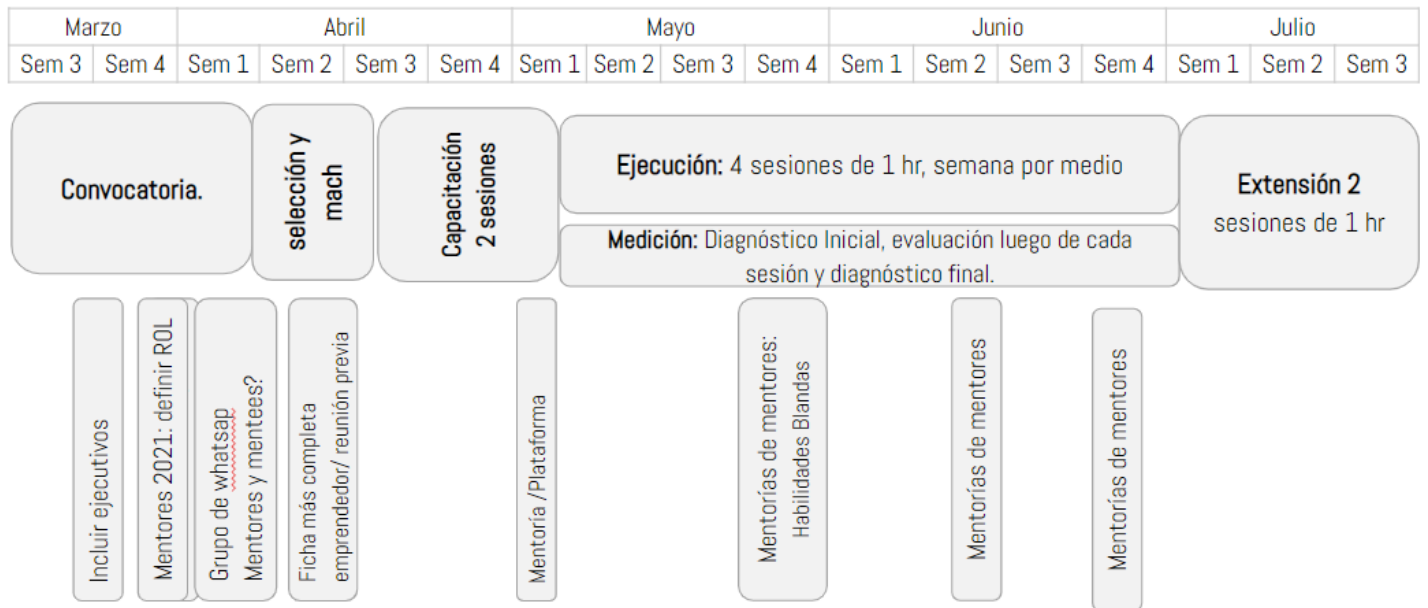 Marzo Abril Mayo Junio Julio
Sem 3 Sem 4 Sem 1 Sem 2 Sem 3 Sem 4 Sem 1 Sem 2 Sem 3 Sem 4 Sem 1 Sem 2 Sem 3 Sem 4 Sem 1 Sem 2 Sem 3
Convocatoria.
selección y
mach
Capacitación
2 sesiones
Ejecución: 4 sesiones de 1 hr, semana por medio
Medición: Diagnóstico Inicial, evaluación luego de cada
sesión y diagnóstico final.
Extensión 2
sesiones de 1 hr
Incluir ejecutivos
Mentores 2021: definir ROL
Grupo de whatsap
Mentores y mentees?
Ficha más completa
emprendedor/ reunión previa
Mentoría /Plataforma
Mentorías de mentores:
Habilidades Blandas
Mentorías de mentores
Mentorías de mentores